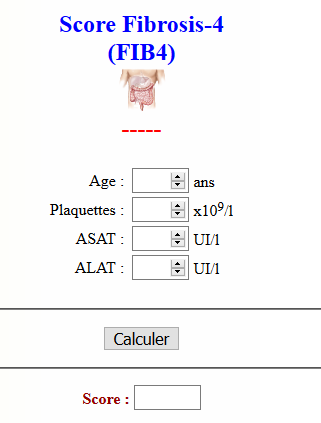 Score Fibrosis-4
(FIB4)
-----
Age : ans
Plaquettes : x10⁹/l
ASAT : UI/l
ALAT : UI/l
Calculer
Score :